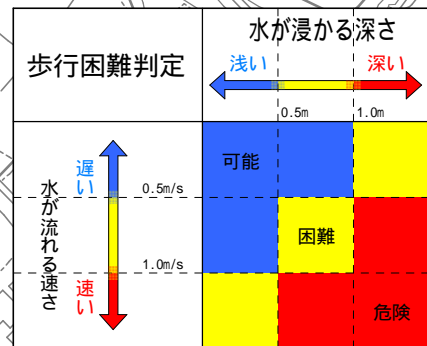 水が浸かる深さ
歩行困難判定
浅い
深い
0.5m
1.0m
遅い
可能
水が流れる速さ
0.5m/s
困難
1.0m/s
速い
危険